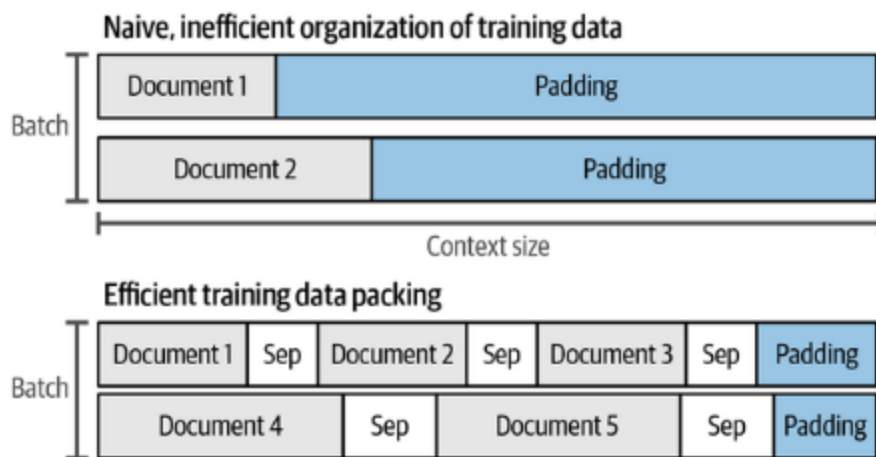 Naive, inefficient organization of training data
Batch
Document 1 Padding
Document 2 Padding
Context size
Efficient training data packing
Batch
Document 1 Sep Document 2 Sep Document 3 Sep Padding
Document 4 Sep Document 5 Sep Padding